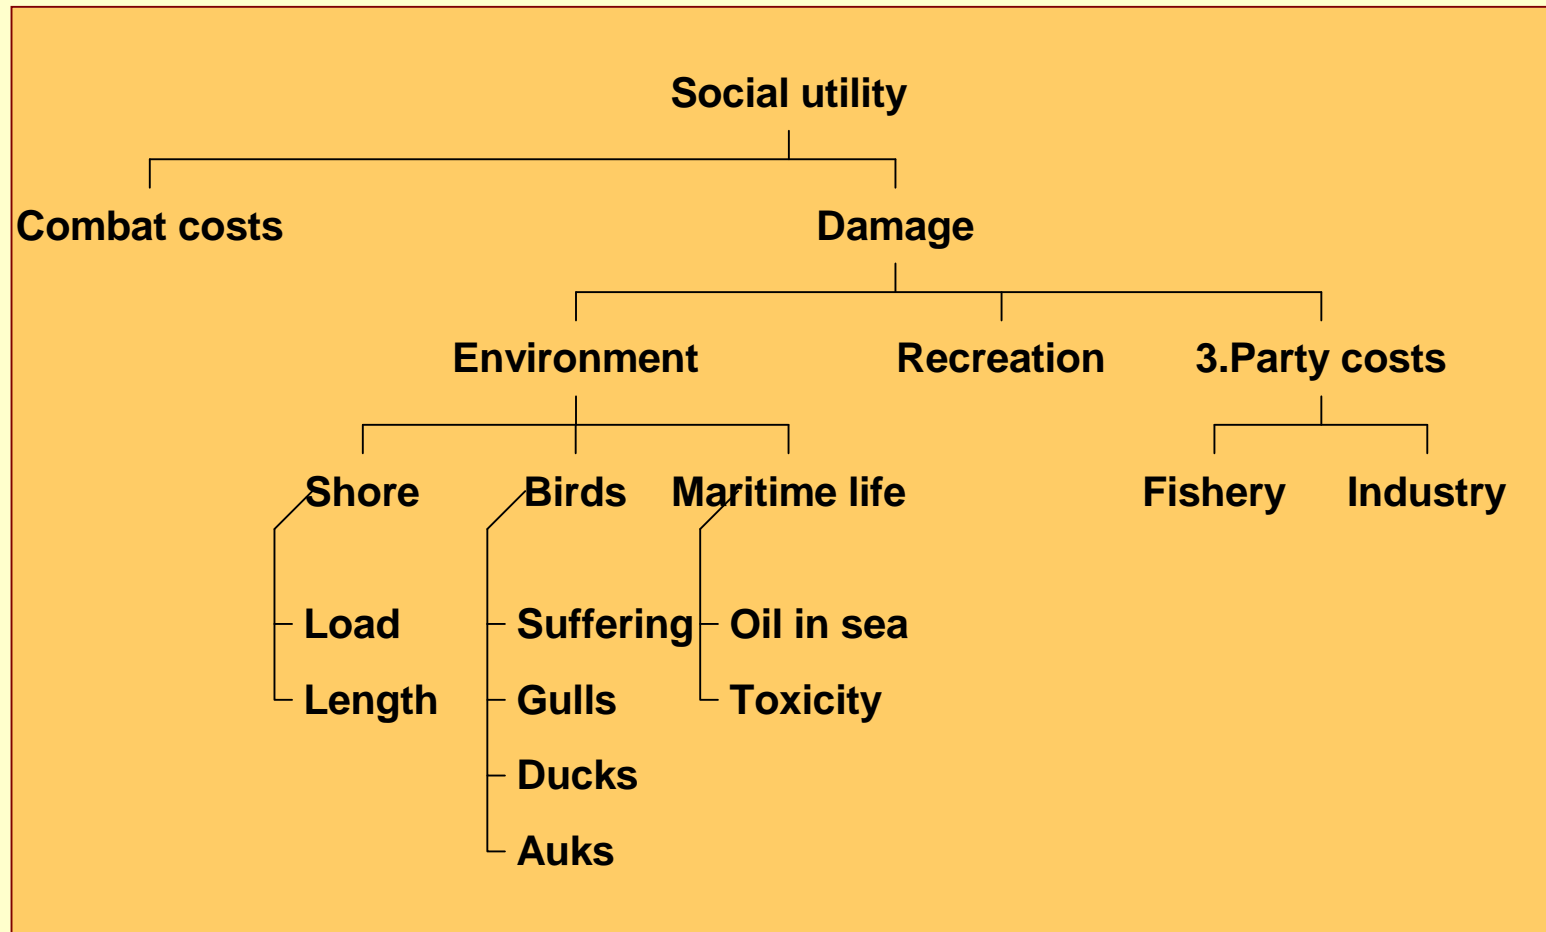 Social utility
Combat costs
Damage
Environment
Recreation
3.Party costs
Shore
Birds
Maritime life
Fishery
Industry
Load
Suffering
Oil in sea
Length
Gulls
Toxicity
Ducks
Auks